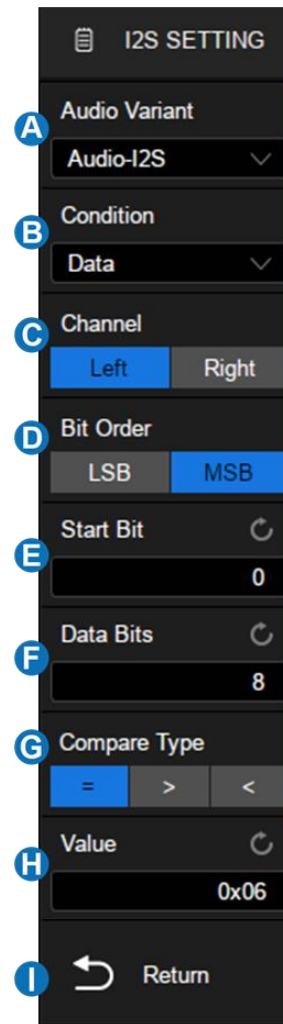 I2S SETTING
A Audio Variant
Audio-I2S
B Condition
Data
C Channel
Left Right
D Bit Order
LSB MSB
E Start Bit
0
F Data Bits
8
G Compare Type
= > <
H Value
0x06
I Return